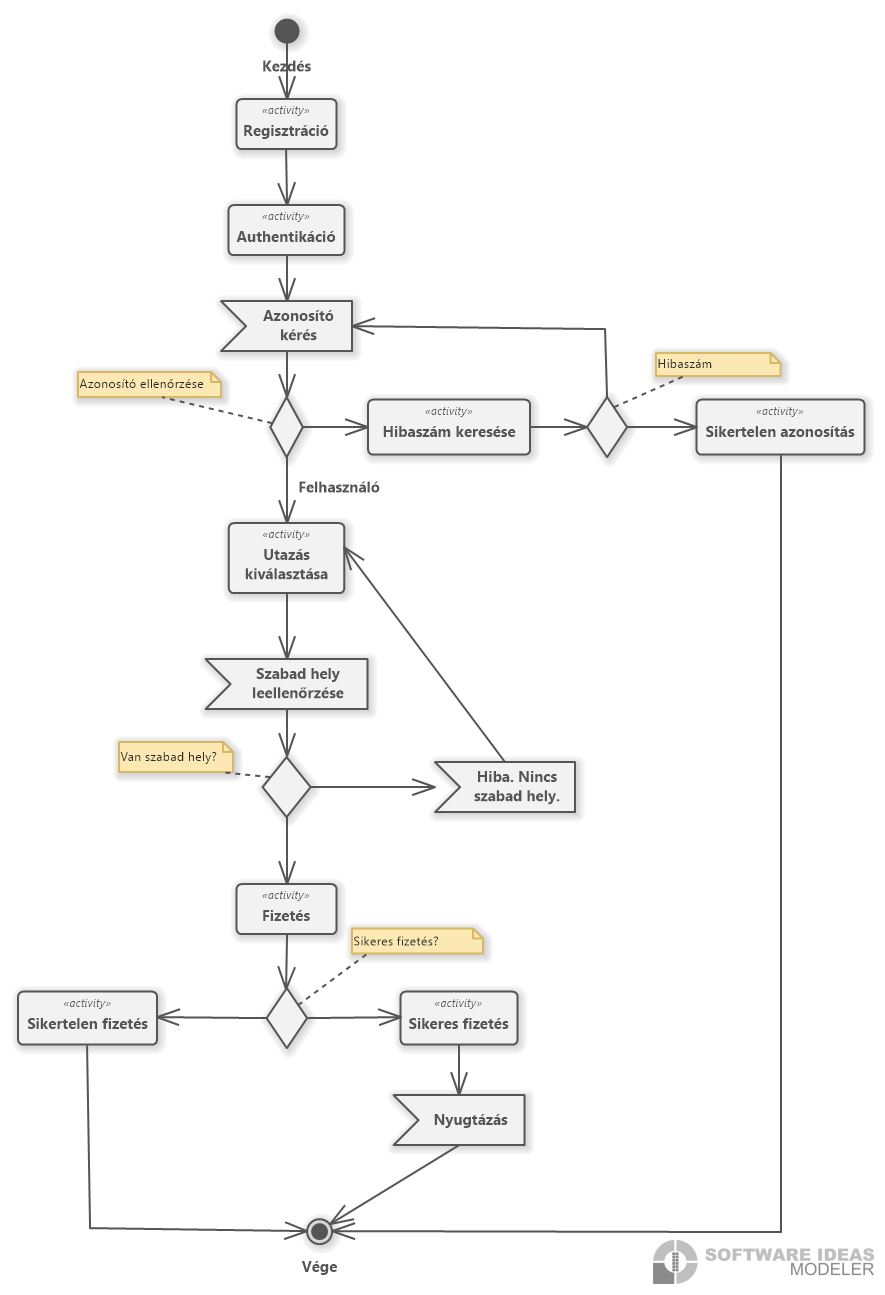 Kezdés
«activity»
Regisztráció
«activity»
Authentikáció
Azonosító
kérés
Azonosító ellenőrzése
Hibaszám
«activity»
Hibaszám keresése
«activity»
Sikertelen azonosítás
Felhasználó
«activity»
Utazás
kiválasztása
Szabad hely
leellenőrzése
Van szabad hely?
Hiba. Nincs
szabad hely.
«activity»
Fizetés
Sikeres fizetés?
«activity»
Sikertelen fizetés
«activity»
Sikeres fizetés
Nyugtázás
Vége
SOFTWARE IDEAS
MODELER